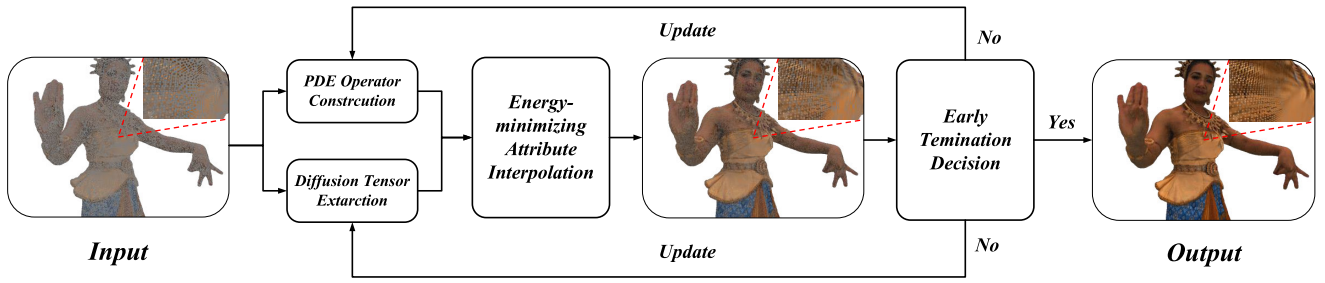 Update
No
PDE Operator
Constrcution
Energy-
minimizing
Attribute
Interpolation
Early
Temination
Decision
Yes
Diffusion Tensor
Extarction
Input
Update
No
Output